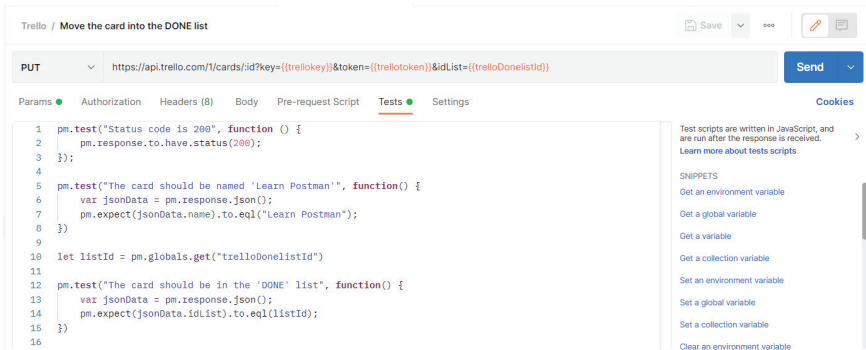 Trello / Move the card into the DONE list
Save
PUT
https://api.trello.com/1/cards/:id?key={{trellokey}}&token={{trellotoken}}&idList={{trelloDonelistId}}
Send
Params Authorization Headers (8) Body Pre-request Script Tests Settings
Cookies
1 pm.test("Status code is 200", function () {
2 pm.response.to.have.status(200);
3 });
4
5 pm.test("The card should be named 'Learn Postman'", function() {
6 var jsonData = pm.response.json();
7 pm.expect(jsonData.name).to.eql("Learn Postman");
8 })
9
10 let listId = pm.globals.get("trelloDonelistId")
11
12 pm.test("The card should be in the 'DONE' list", function() {
13 var jsonData = pm.response.json();
14 pm.expect(jsonData.idList).to.eql(listId);
15 })
16
Test scripts are written in JavaScript, and
are run after the response is received.
Learn more about tests scripts
SNIPPETS
Get an environment variable
Get a global variable
Get a variable
Get a collection variable
Set an environment variable
Set a global variable
Set a collection variable
Clear an environment variable